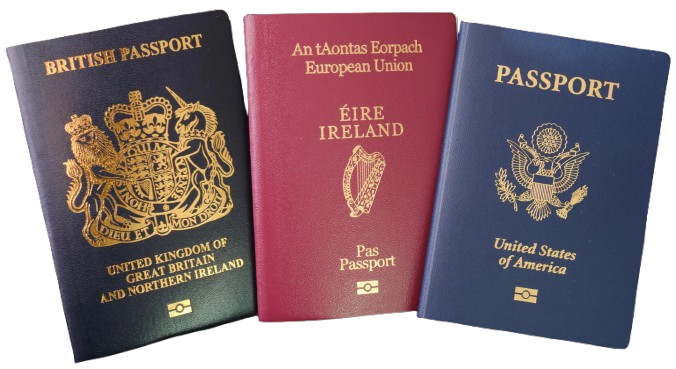 BRITISH PASSPORT
DIEU ET MON DROIT
UNITED KINGDOM OF
GREAT BRITAIN
AND NORTHERN IRELAND
An tAontas Eorpach
European Union
ÉIRE
IRELAND
Pas
Passport
PASSPORT
United States
of America